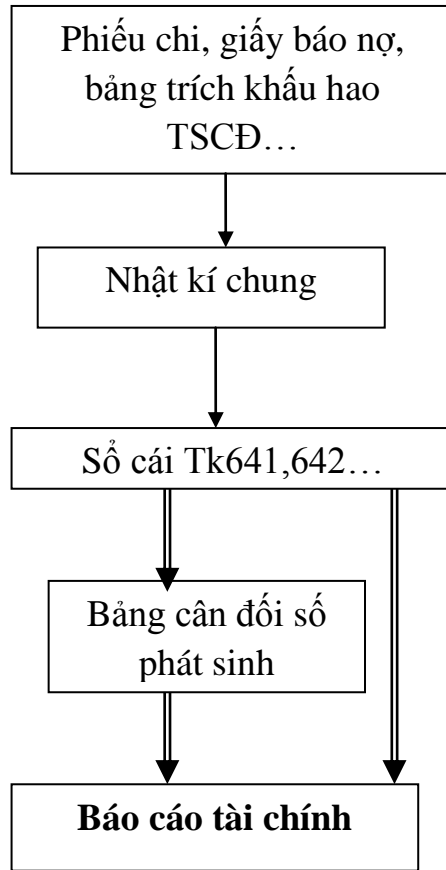 Phiếu chi, giấy báo nợ,
bảng trích khấu hao
TSCĐ…
Nhật kí chung
Sổ cái Tk641,642…
Bảng cân đối số
phát sinh
Báo cáo tài chính